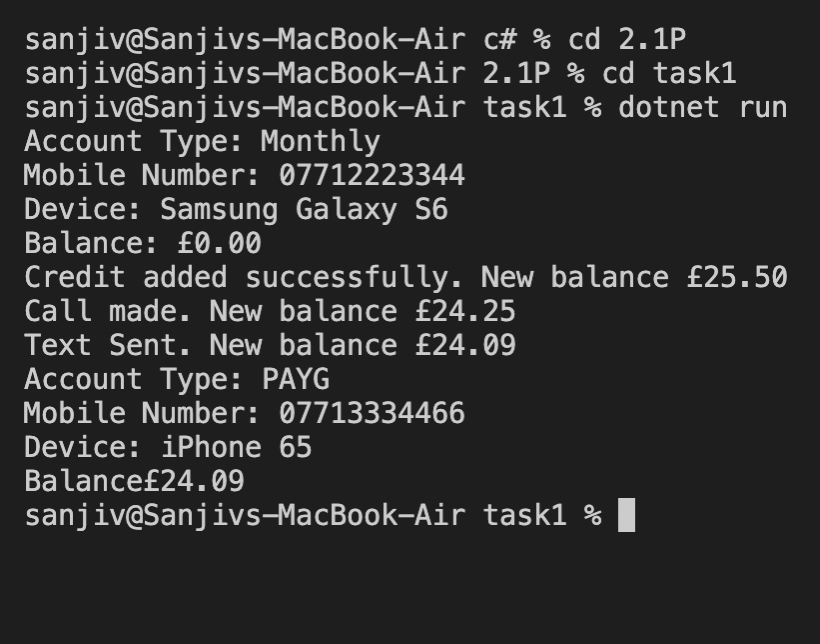 sanjiv@Sanjivs-MacBook-Air c# % cd 2.1P
sanjiv@Sanjivs-MacBook-Air 2.1P % cd task1
sanjiv@Sanjivs-MacBook-Air task1 % dotnet run
Account Type: Monthly
Mobile Number: 07712223344
Device: Samsung Galaxy S6
Balance: £0.00
Credit added successfully. New balance £25.50
Call made. New balance £24.25
Text Sent. New balance £24.09
Account Type: PAYG
Mobile Number: 07713334466
Device: iPhone 65
Balance£24.09
sanjiv@Sanjivs-MacBook-Air task1 %